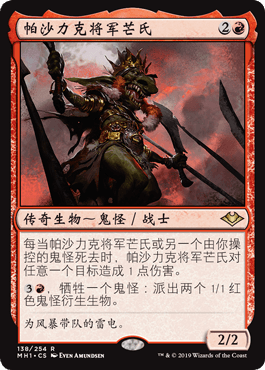 帕沙力克将军芒氏 2
传奇生物～鬼怪／战士
每当帕沙力克将军芒氏或另一个由你操
控的鬼怪死去时，帕沙力克将军芒氏对
任意一个目标造成1点伤害。
3，牺牲一个鬼怪：派出两个1/1红
色鬼怪衍生生物。
为风暴带队的雷电。
2/2
138/254 R
MH1 • CS EVEN AMUNDSEN
™ & © 2019 Wizards of the Coast